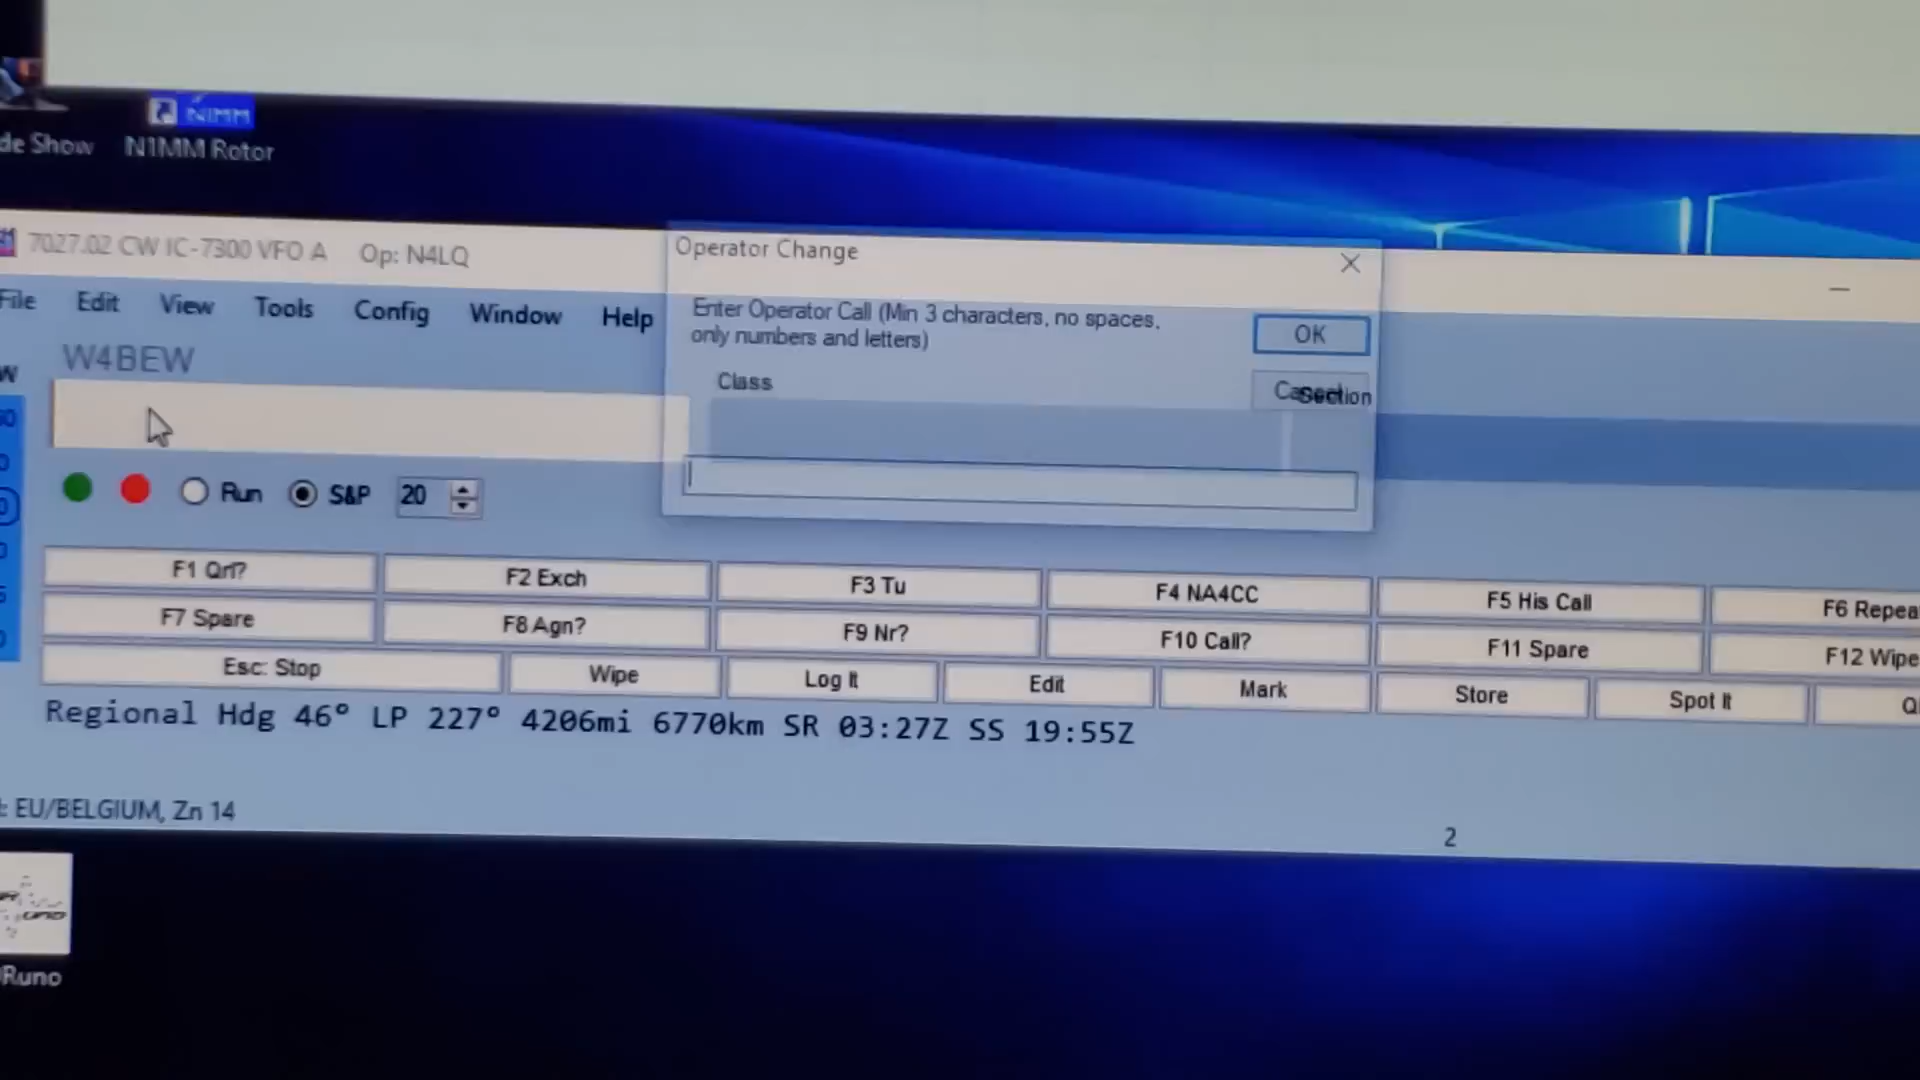 N1MM
de Show
N1MM Rotor
7027.02 CW IC-7300 VFO A Op: N4LQ
Operator Change
File Edit View Tools Config Window Help
Enter Operator Call (Min 3 characters, no spaces,
only numbers and letters)
OK
W4BEW
Class
Section
Run
S&P
20
F1 Qrl? F2 Exch F3 Tu F4 NA4CC F5 His Call F6 Repea
F7 Spare F8 Agn? F9 Nr? F10 Call? F11 Spare F12 Wipe
Esc: Stop Wipe Log It Edit Mark Store Spot It Q
Regional Hdg 46° LP 227° 4206mi 6770km SR 03:27Z SS 19:55Z
: EU/BELGIUM, Zn 14
2
Runo